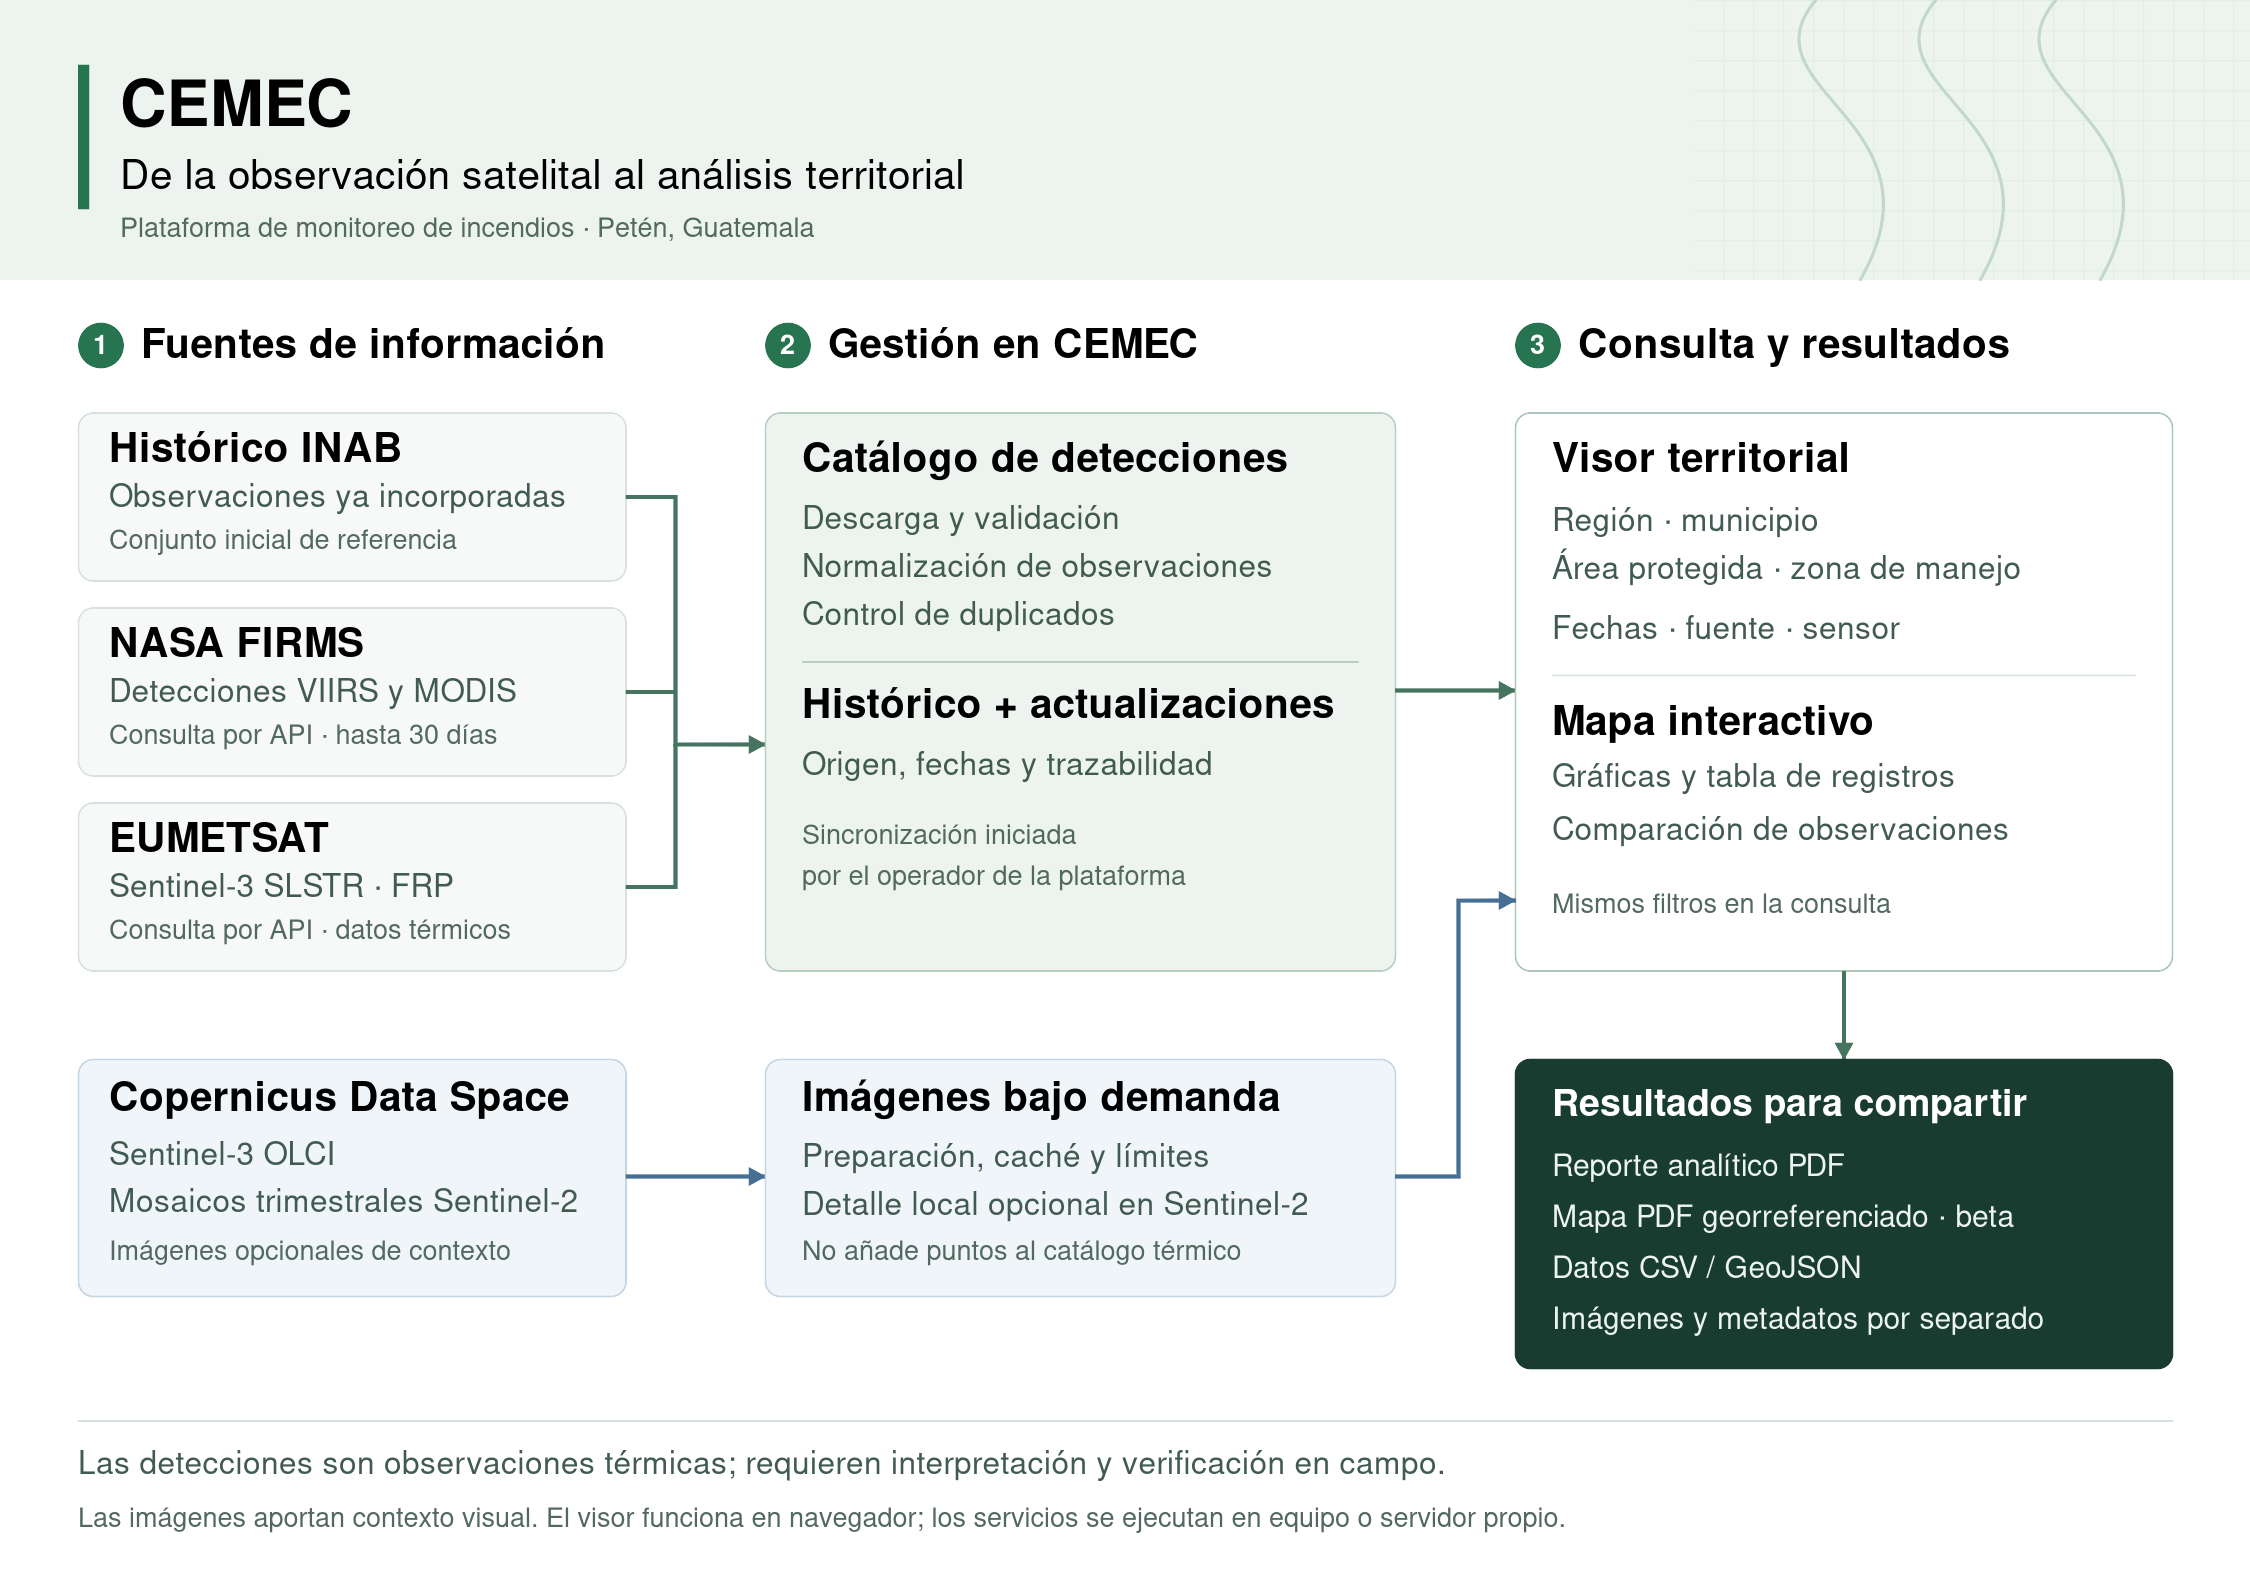 CEMEC
De la observación satelital al análisis territorial
Plataforma de monitoreo de incendios · Petén, Guatemala
1 Fuentes de información
Histórico INAB
Observaciones ya incorporadas
Conjunto inicial de referencia
NASA FIRMS
Detecciones VIIRS y MODIS
Consulta por API · hasta 30 días
EUMETSAT
Sentinel-3 SLSTR · FRP
Consulta por API · datos térmicos
Copernicus Data Space
Sentinel-3 OLCI
Mosaicos trimestrales Sentinel-2
Imágenes opcionales de contexto
2 Gestión en CEMEC
Catálogo de detecciones
Descarga y validación
Normalización de observaciones
Control de duplicados
Histórico + actualizaciones
Origen, fechas y trazabilidad
Sincronización iniciada
por el operador de la plataforma
Imágenes bajo demanda
Preparación, caché y límites
Detalle local opcional en Sentinel-2
No añade puntos al catálogo térmico
3 Consulta y resultados
Visor territorial
Región · municipio
Área protegida · zona de manejo
Fechas · fuente · sensor
Mapa interactivo
Gráficas y tabla de registros
Comparación de observaciones
Mismos filtros en la consulta
Resultados para compartir
Reporte analítico PDF
Mapa PDF georreferenciado · beta
Datos CSV / GeoJSON
Imágenes y metadatos por separado
Las detecciones son observaciones térmicas; requieren interpretación y verificación en campo.
Las imágenes aportan contexto visual. El visor funciona en navegador; los servicios se ejecutan en equipo o servidor propio.